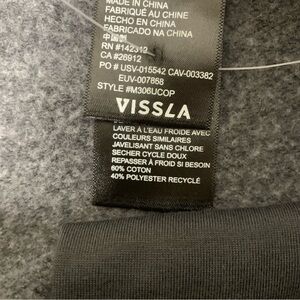 MADE IN CHINA
FABRIQUÉ AU CHINE
HECHO EN CHINA
FABRICADO NA CHINA
中国製
RN #142312
CA #26912
PO # USV-015542 CAV-003382
EUV-007858
STYLE #M306UCOP
VISSLA
LAVER À L'EAU FROIDE AVEC
COULEURS SIMILAIRES
JAVELISANT SANS CHLORE
SECHER CYCLE DOUX
REPASSER À FROID SI BESOIN
60% COTON
40% POLYESTER RECYCLÉ